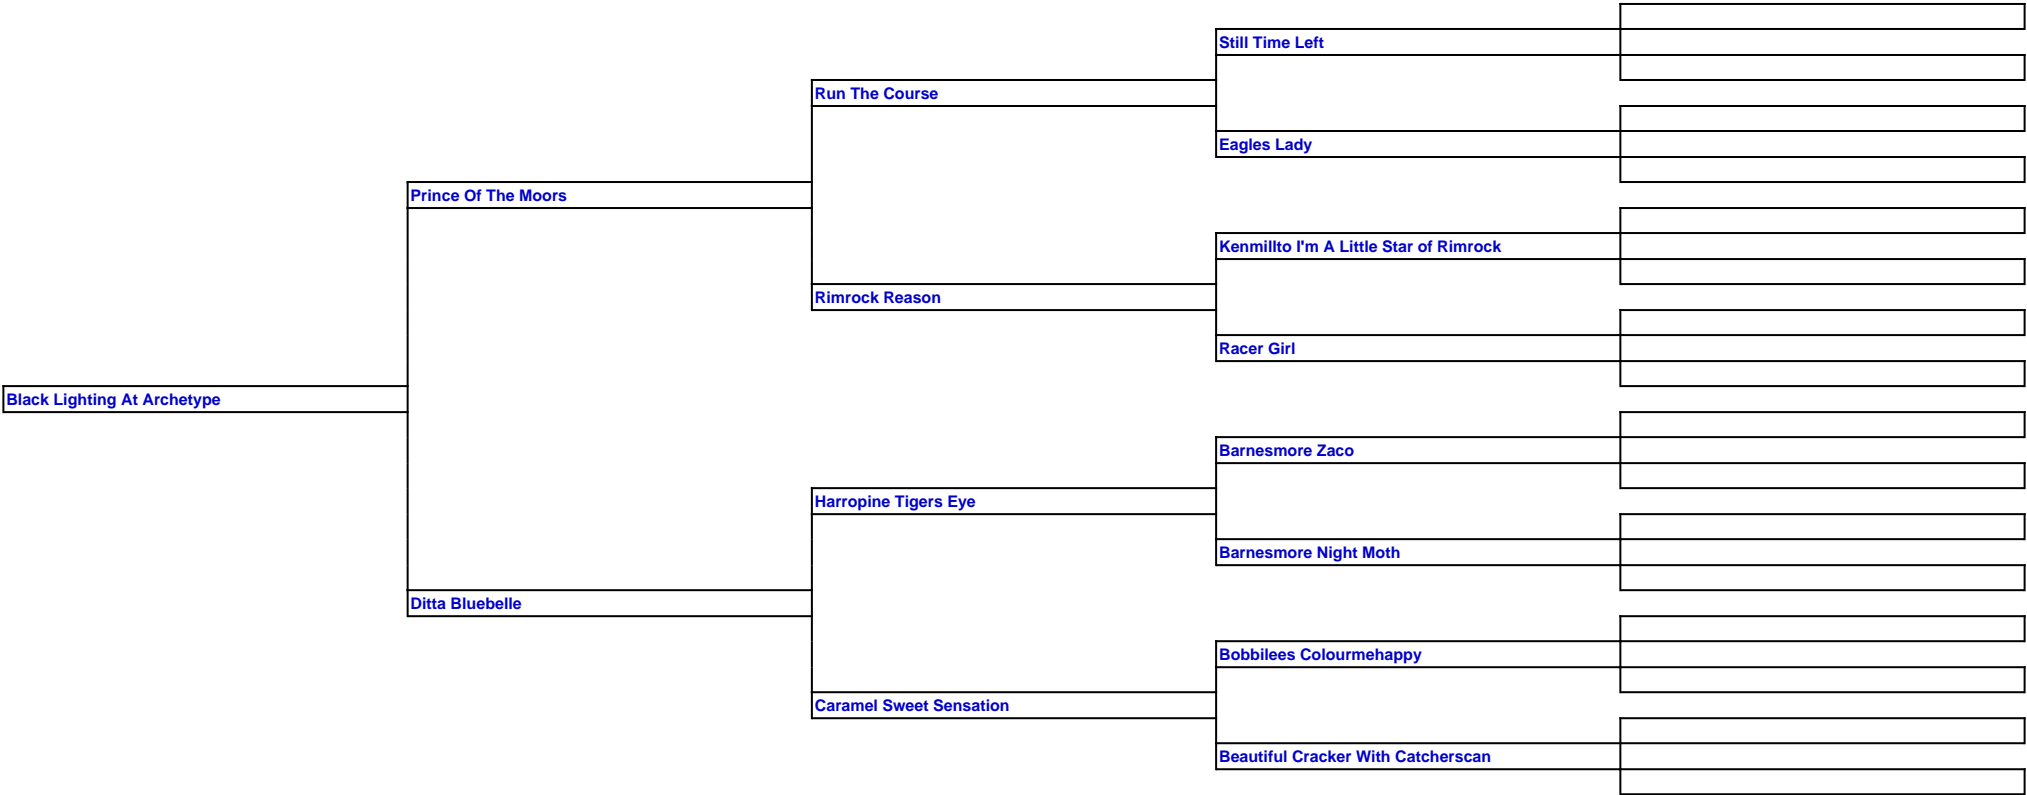 Still Time Left
Run The Course
Eagles Lady
Prince Of The Moors
Kenmillto I'm A Little Star of Rimrock
Rimrock Reason
Racer Girl
Black Lighting At Archetype
Barnesmore Zaco
Harropine Tigers Eye
Barnesmore Night Moth
Ditta Bluebelle
Bobbilees Colourmehappy
Caramel Sweet Sensation
Beautiful Cracker With Catcherscan